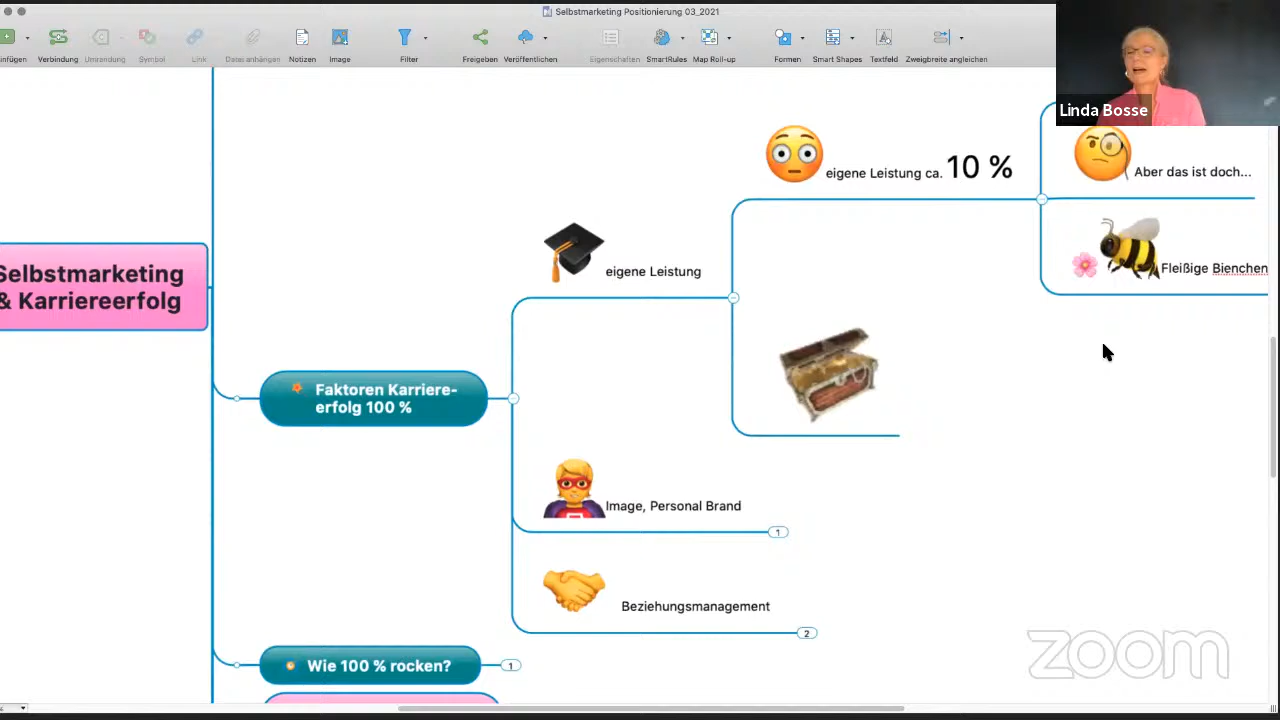 Selbstmarketing Positionierung 03_2021
infügen Verbindung Umrandung Symbol Link Datei anhängen Notizen Image Filter Freigeben Veröffentlichen Eigenschaften SmartRules Map Roll-up Formen Smart Shapes Textfeld Zweigbreite angleichen
Linda Bosse
eigene Leistung ca. 10 %
Aber das ist doch...
Fleißige Bienchen
eigene Leistung
Selbstmarketing
& Karriereerfolg
Faktoren Karriere-
erfolg 100 %
Image, Personal Brand
1
Beziehungsmanagement
2
Wie 100 % rocken?
1
zoom